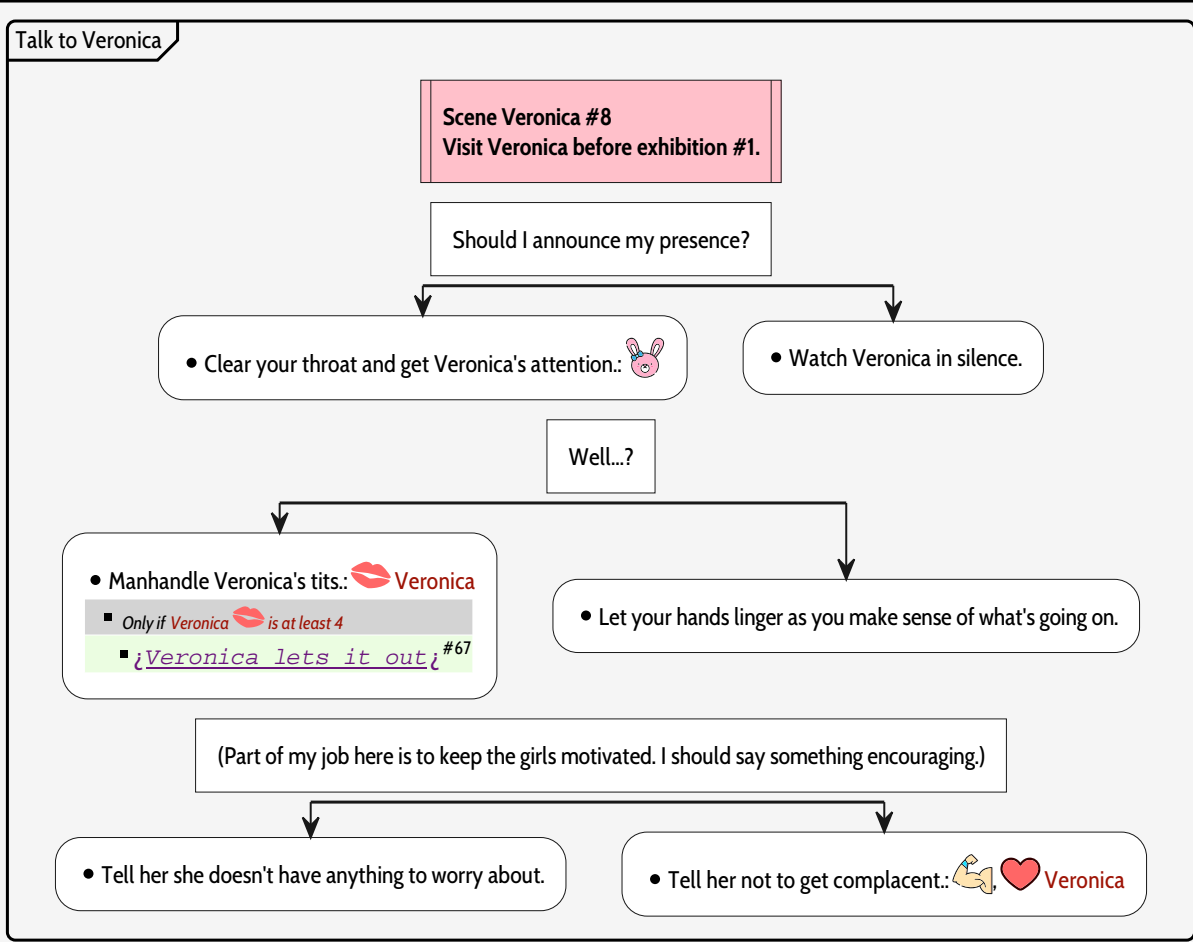 Talk to Veronica
Scene Veronica #8
Visit Veronica before exhibition #1.
Should I announce my presence?
• Clear your throat and get Veronica's attention.:
• Watch Veronica in silence.
Well...?
• Manhandle Veronica's tits.: Veronica
▪ Only if Veronica is at least 4
▪ ¿Veronica lets it out¿ #67
• Let your hands linger as you make sense of what's going on.
(Part of my job here is to keep the girls motivated. I should say something encouraging.)
• Tell her she doesn't have anything to worry about.
• Tell her not to get complacent.: , Veronica